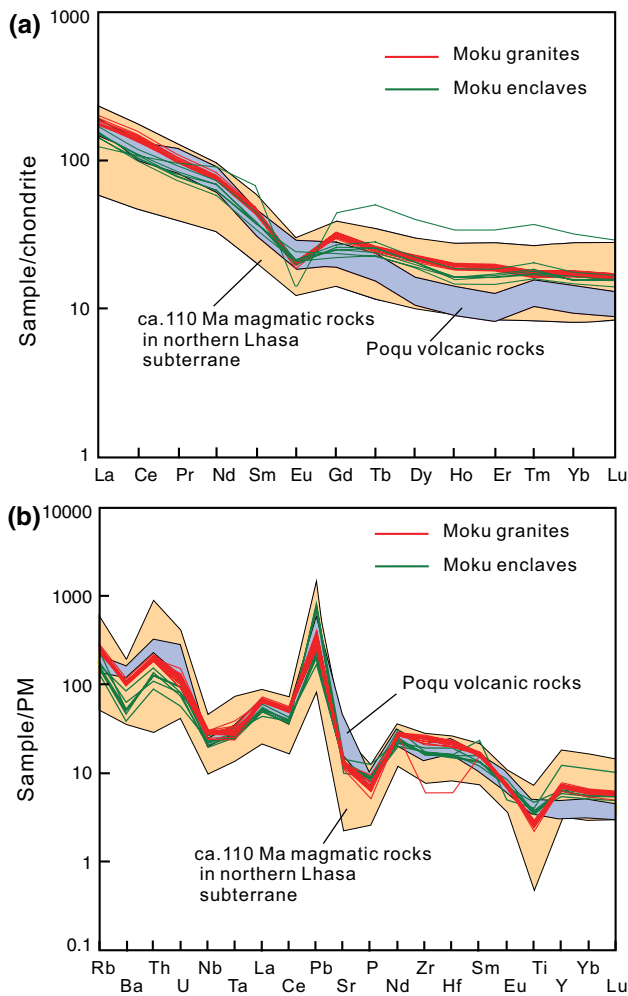 (a)
1000
100
10
1
Sample/chondrite
Moku granites
Moku enclaves
ca.110 Ma magmatic rocks
in northern Lhasa
subterrane
Poqu volcanic rocks
La Ce Pr Nd Sm Eu Gd Tb Dy Ho Er Tm Yb Lu
(b)
10000
1000
100
10
1
0.1
Sample/PM
Moku granites
Moku enclaves
Poqu volcanic rocks
ca.110 Ma magmatic rocks
in northern Lhasa
subterrane
Rb Th Nb La Pb P Zr Sm Ti Yb
Ba U Ta Ce Sr Nd Hf Eu Y Lu